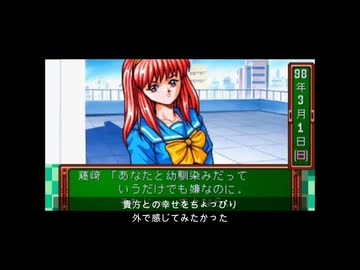 98
年
3
月
1
日
(日)
藤崎「あなたと幼馴染みだって
いうだけでも嫌なのに。
貴方との幸せをちょっぴり
外で感じてみたかった